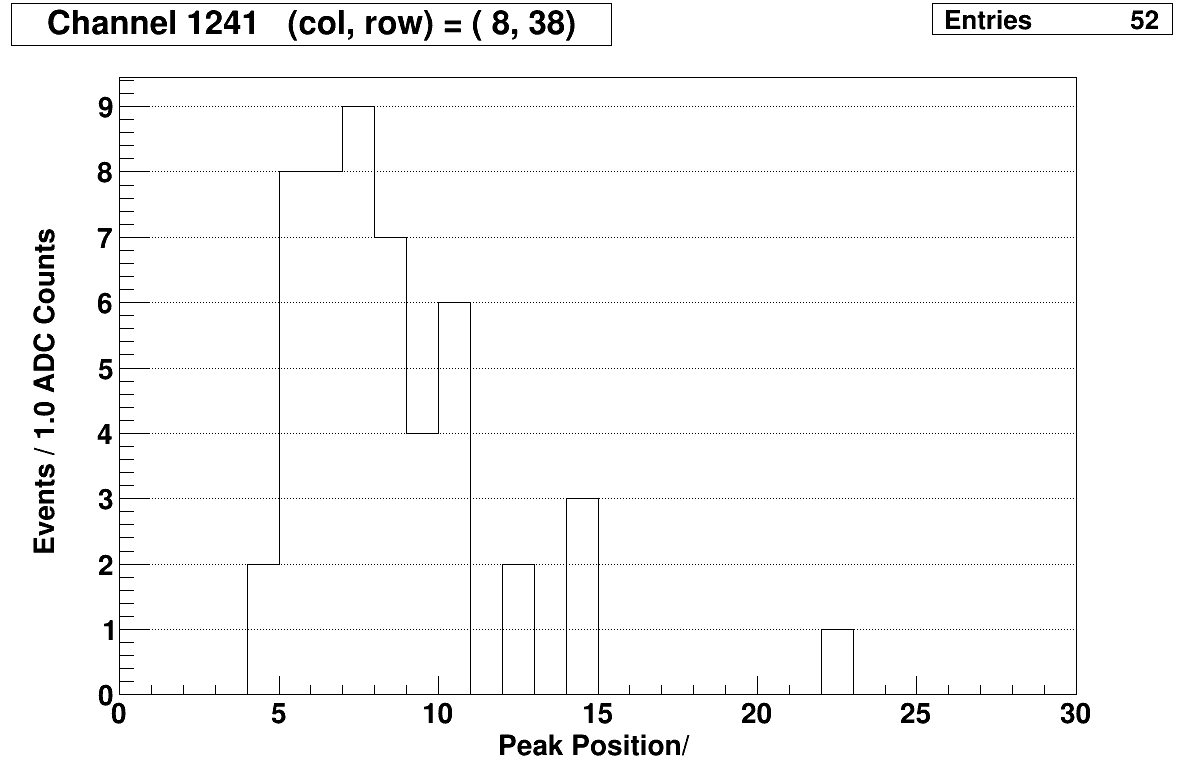 Channel 1241 (col, row) = ( 8, 38)
Entries 52
9
8
7
6
5
4
3
2
1
0
Events / 1.0 ADC Counts
0 5 10 15 20 25 30
Peak Position/